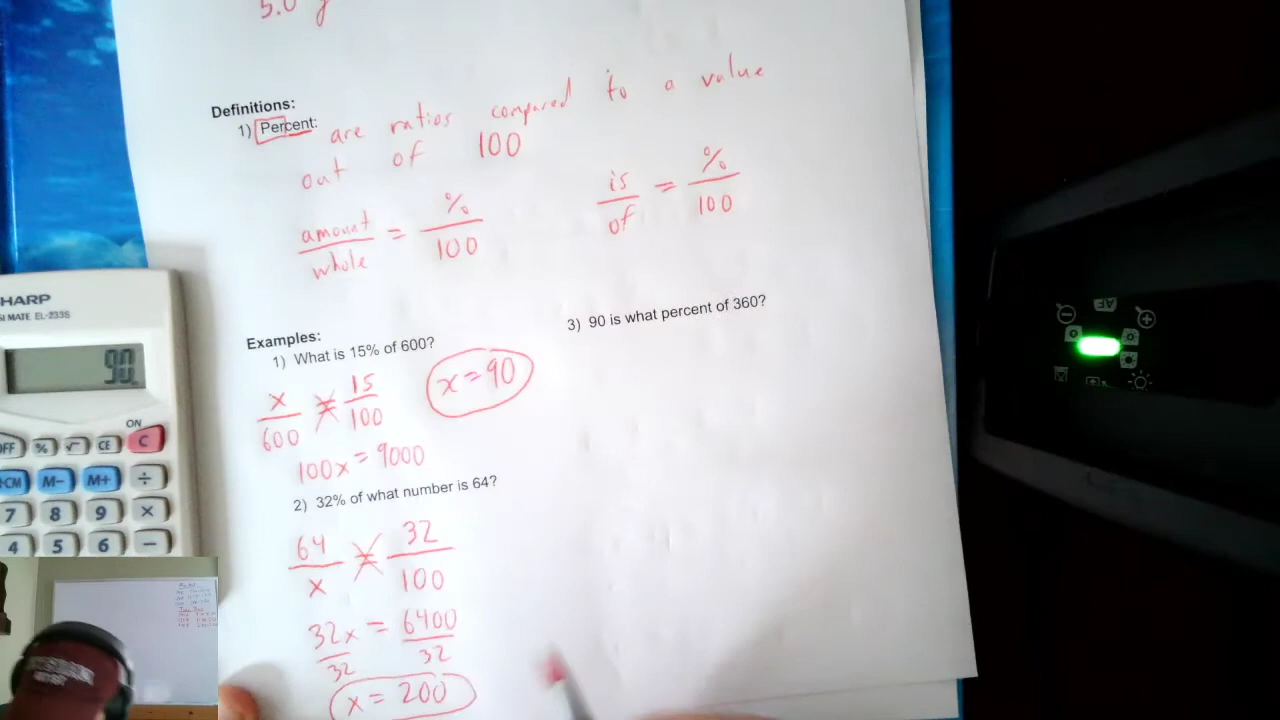 5.0 g
Definitions:
1) Percent: are ratios compared to a value
out of 100
amount/whole = %/100
is/of = %/100
Examples:
1) What is 15% of 600?
x/600 = 15/100
x = 90
100x = 9000
2) 32% of what number is 64?
64/x = 32/100
32x/32 = 6400/32
x = 200
3) 90 is what percent of 360?
SHARP
EL-233S
90.
ON
OFF % √ CE C
R·CM M− M+ ÷
7 8 9 ×
4 5 6 −
AF